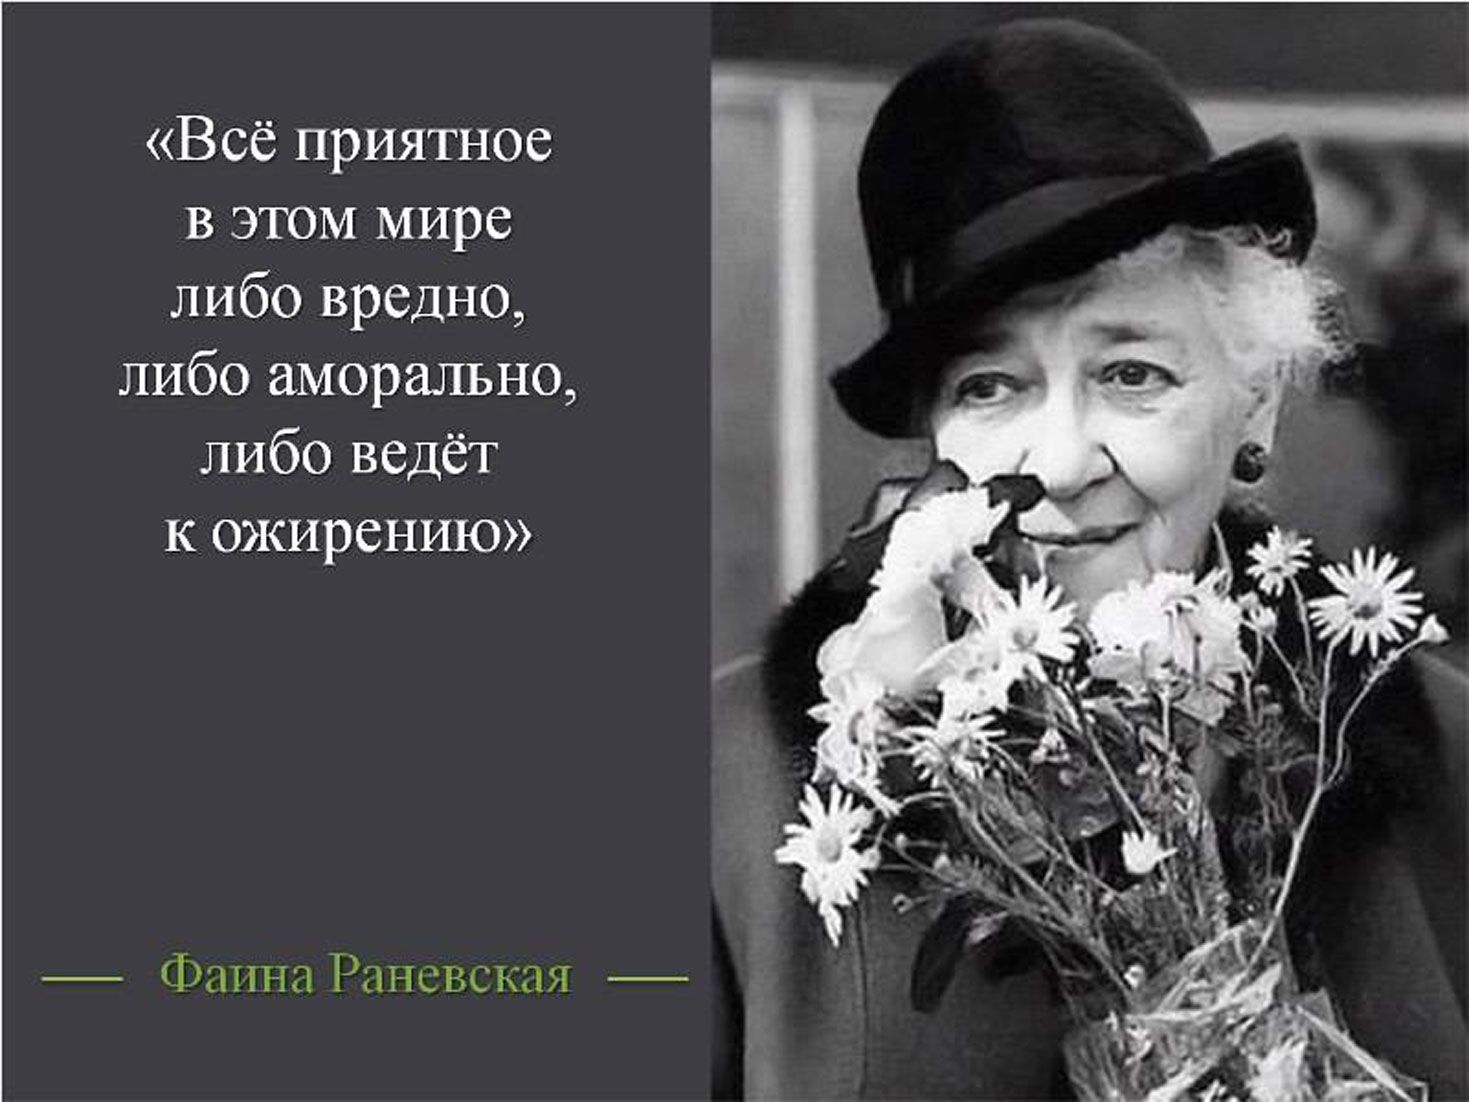 «Всё приятное
в этом мире
либо вредно,
либо аморально,
либо ведёт
к ожирению»
Фаина Раневская